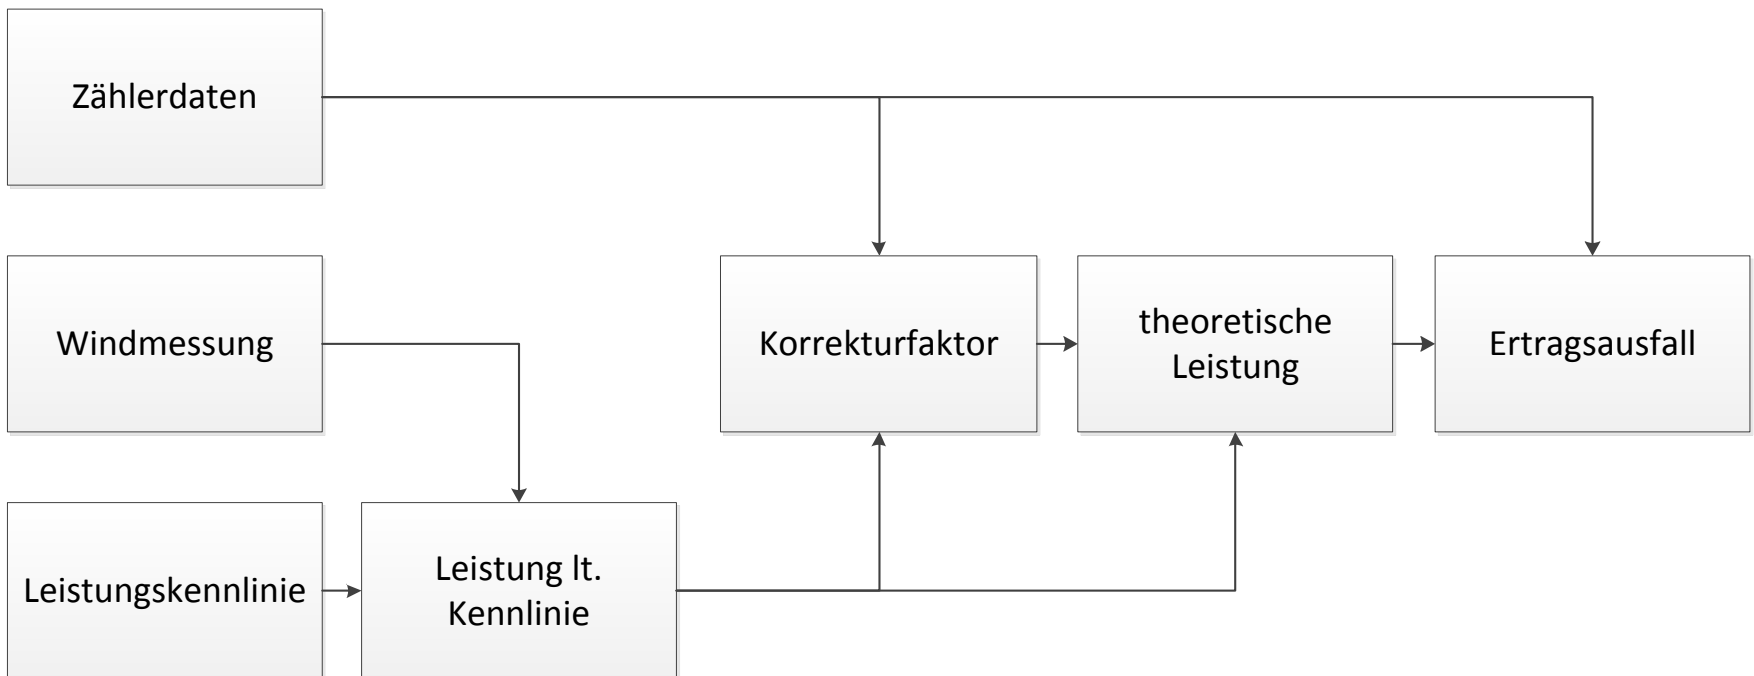 Zählerdaten
Windmessung
Korrekturfaktor
theoretische
Leistung
Ertragsausfall
Leistungskennlinie
Leistung lt.
Kennlinie